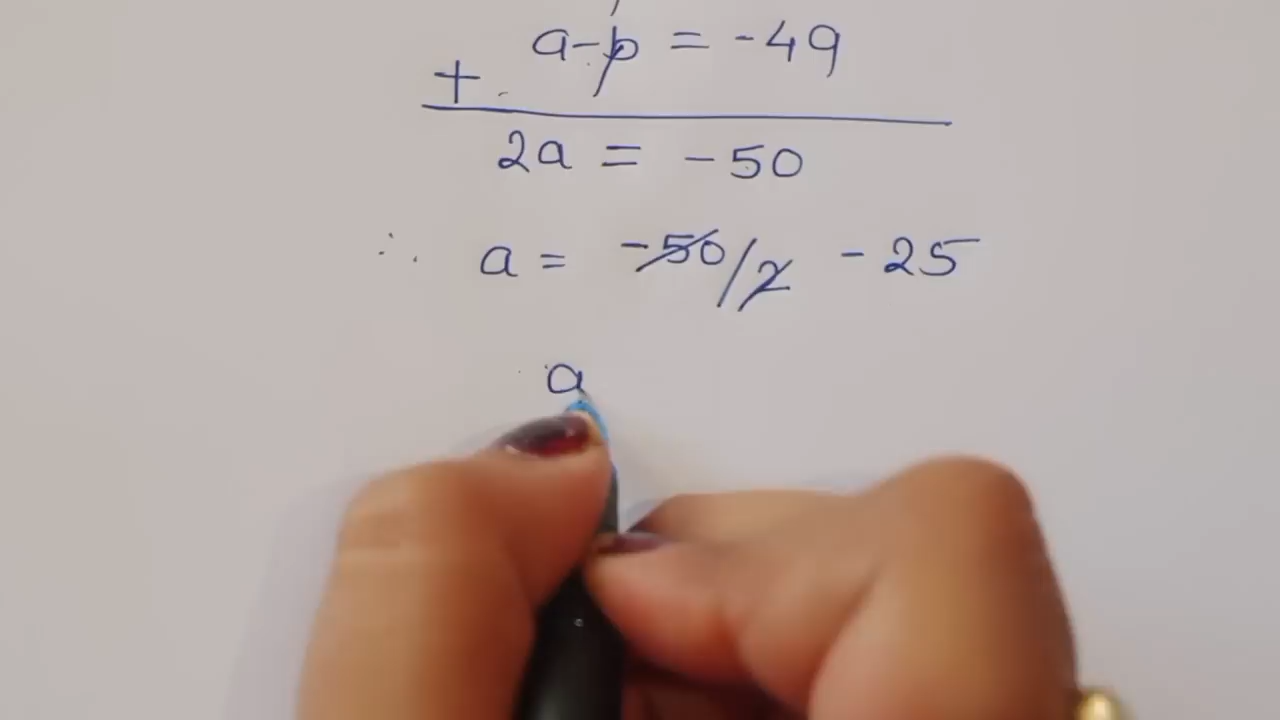 a-p = -49
+
2a = -50
∴ a = -50/2 -25
a